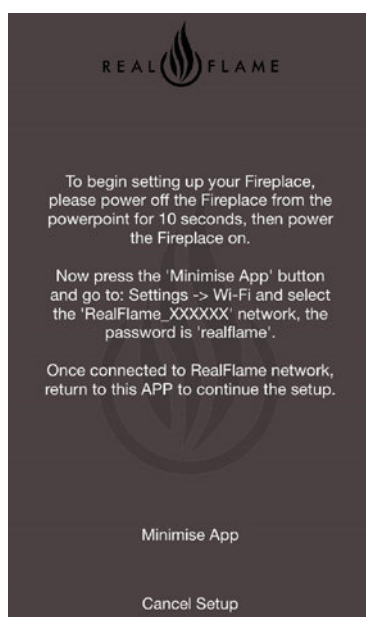 REAL FLAME
To begin setting up your Fireplace,
please power off the Fireplace from the
powerpoint for 10 seconds, then power
the Fireplace on.
Now press the 'Minimise App' button
and go to: Settings -> Wi-Fi and select
the 'RealFlame_XXXXXX' network, the
password is 'realflame'.
Once connected to RealFlame network,
return to this APP to continue the setup.
Minimise App
Cancel Setup